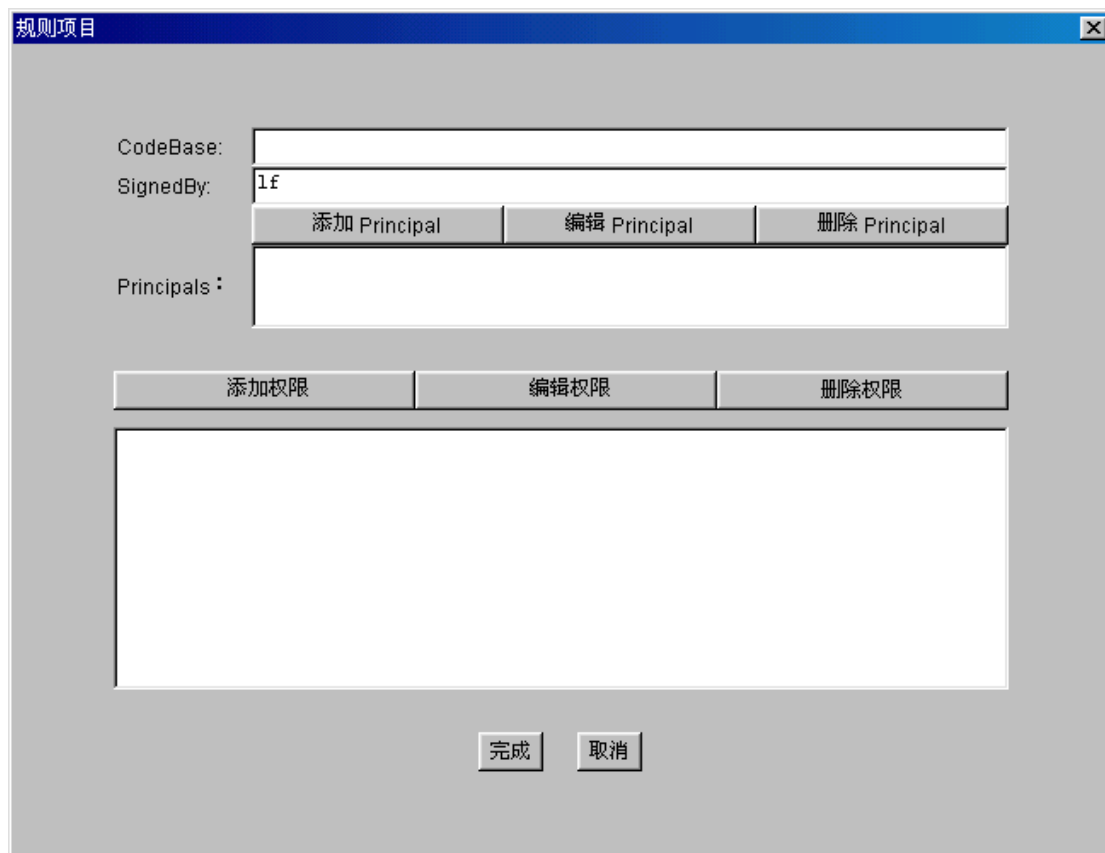 规则项目
CodeBase:
SignedBy: lf
添加 Principal 编辑 Principal 删除 Principal
Principals：
添加权限 编辑权限 删除权限
完成 取消